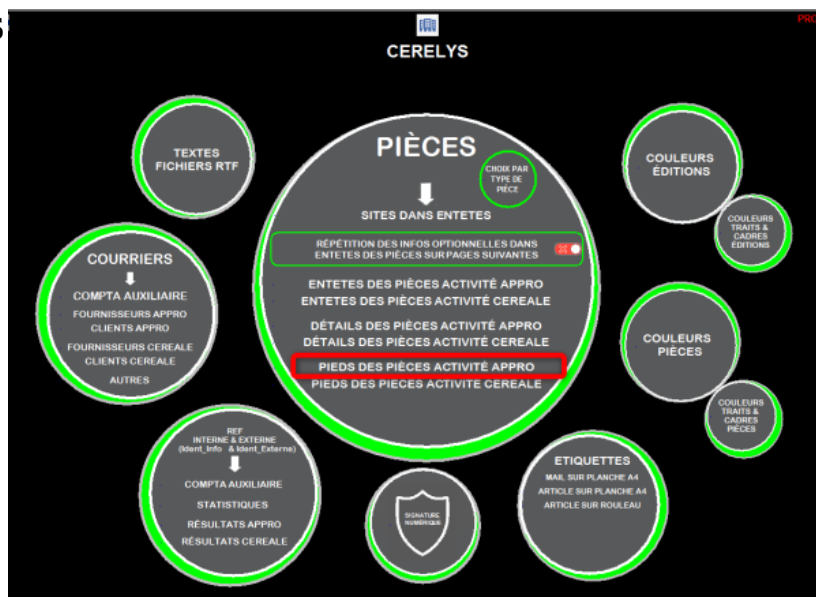 5
PRO
CERELYS
TEXTES
FICHIERS RTF
PIÈCES
CHOIX PAR
TYPE DE
PIÈCE
SITES DANS ENTETES
RÉPÉTITION DES INFOS OPTIONNELLES DANS
ENTETES DES PIÈCES SUR PAGES SUIVANTES
ENTETES DES PIÈCES ACTIVITÉ APPRO
ENTETES DES PIÈCES ACTIVITÉ CEREALE
DÉTAILS DES PIÈCES ACTIVITÉ APPRO
DÉTAILS DES PIÈCES ACTIVITÉ CEREALE
PIEDS DES PIÈCES ACTIVITÉ APPRO
PIEDS DES PIECES ACTIVITE CEREALE
COULEURS
ÉDITIONS
COULEURS
TRAITS &
CADRES
ÉDITIONS
COURRIERS
COMPTA AUXILIAIRE
FOURNISSEURS APPRO
CLIENTS APPRO
FOURNISSEURS CEREALE
CLIENTS CEREALE
AUTRES
COULEURS
PIÈCES
COULEURS
TRAITS &
CADRES
PIÈCES
REF
INTERNE & EXTERNE
(Ident_Info & Ident_Externe)
COMPTA AUXILIAIRE
STATISTIQUES
RÉSULTATS APPRO
RÉSULTATS CEREALE
SIGNATURE
NUMÉRIQUE
ETIQUETTES
MAIL SUR PLANCHE A4
ARTICLE SUR PLANCHE A4
ARTICLE SUR ROULEAU